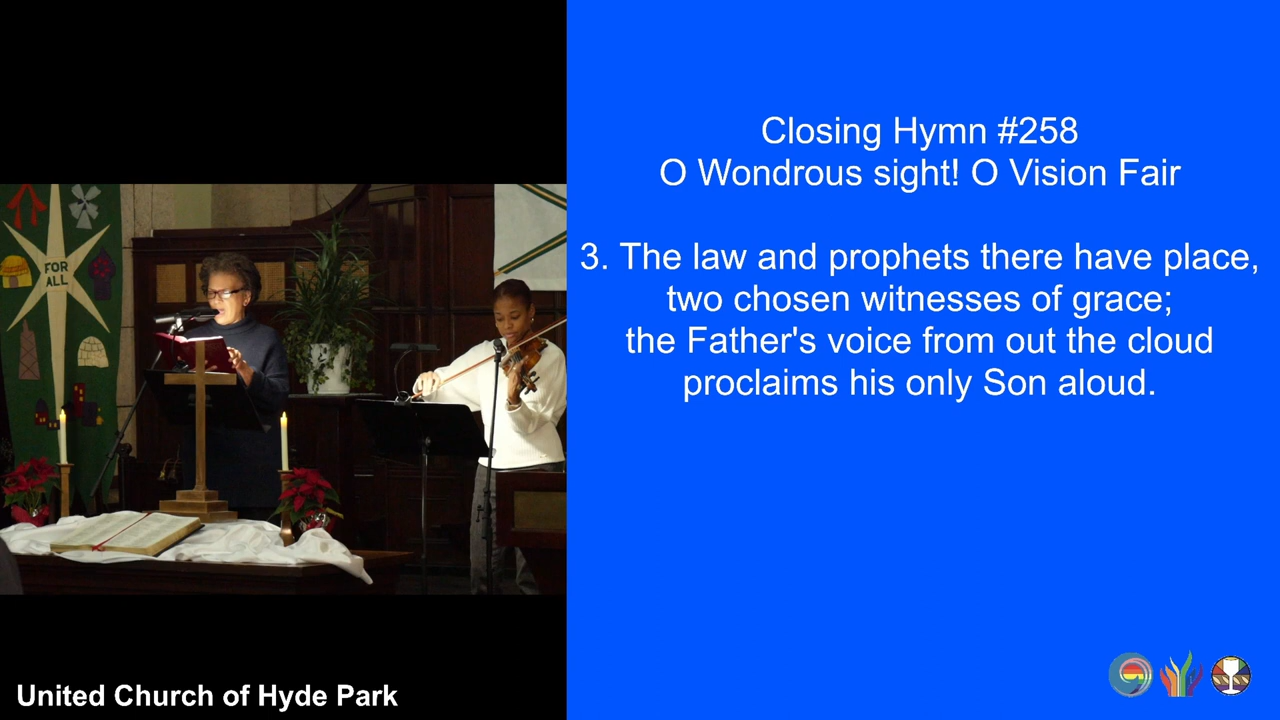 Closing Hymn #258
O Wondrous sight! O Vision Fair
3. The law and prophets there have place,
two chosen witnesses of grace;
the Father's voice from out the cloud
proclaims his only Son aloud.
FOR
ALL
United Church of Hyde Park